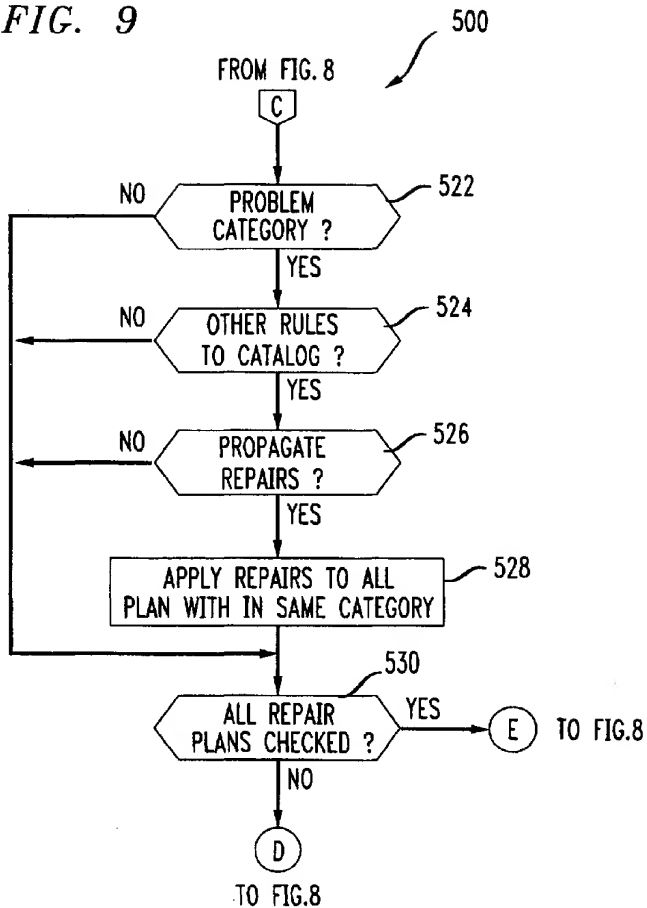 FIG. 9
500
FROM FIG. 8
C
NO
PROBLEM
CATEGORY ?
522
YES
NO
OTHER RULES
TO CATALOG ?
524
YES
NO
PROPAGATE
REPAIRS ?
526
YES
APPLY REPAIRS TO ALL
PLAN WITH IN SAME CATEGORY
528
530
ALL REPAIR
PLANS CHECKED ?
YES
E
TO FIG.8
NO
D
TO FIG.8